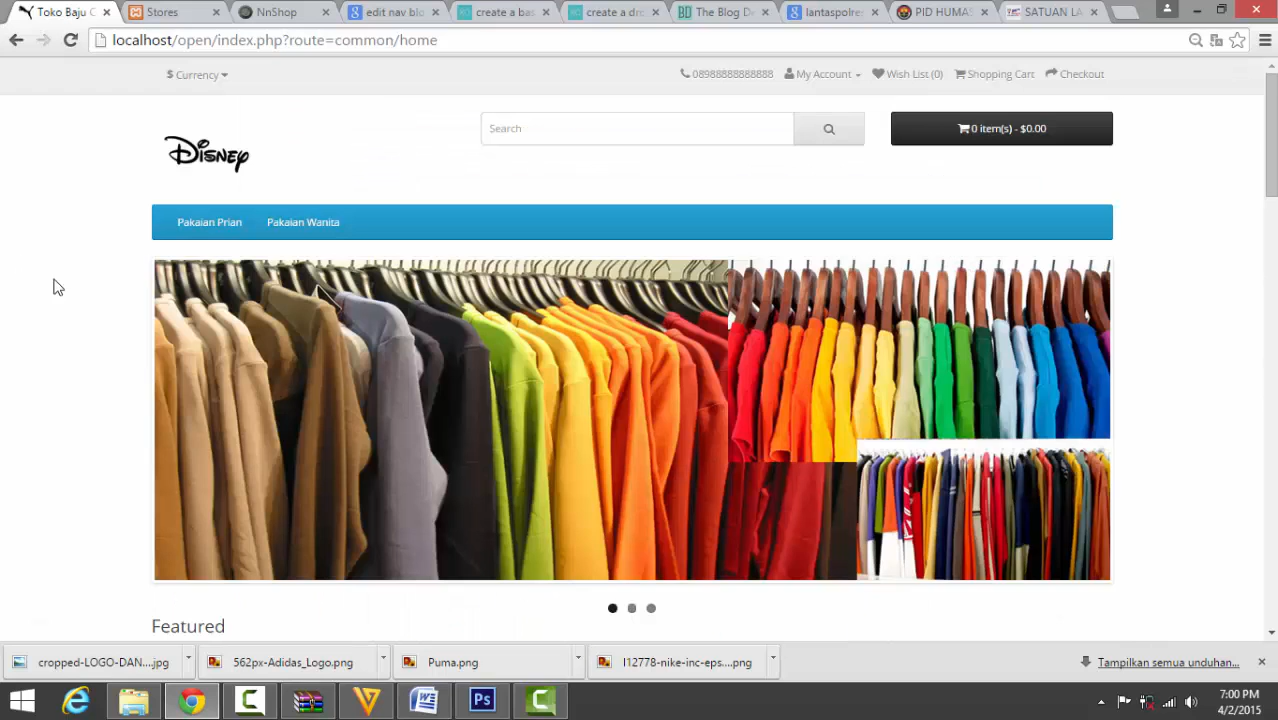 Toko Baju C
Stores
NnShop
edit nav blo
create a bas
create a dro
The Blog De
lantaspolres
PID HUMAS
SATUAN LA
localhost/open/index.php?route=common/home
$ Currency
08988888888888
My Account
Wish List (0)
Shopping Cart
Checkout
Disney
Search
0 item(s) - $0.00
Pakaian Prian
Pakaian Wanita
Featured
cropped-LOGO-DAN....jpg
562px-Adidas_Logo.png
Puma.png
l12778-nike-inc-eps....png
Tampilkan semua unduhan...
7:00 PM
4/2/2015